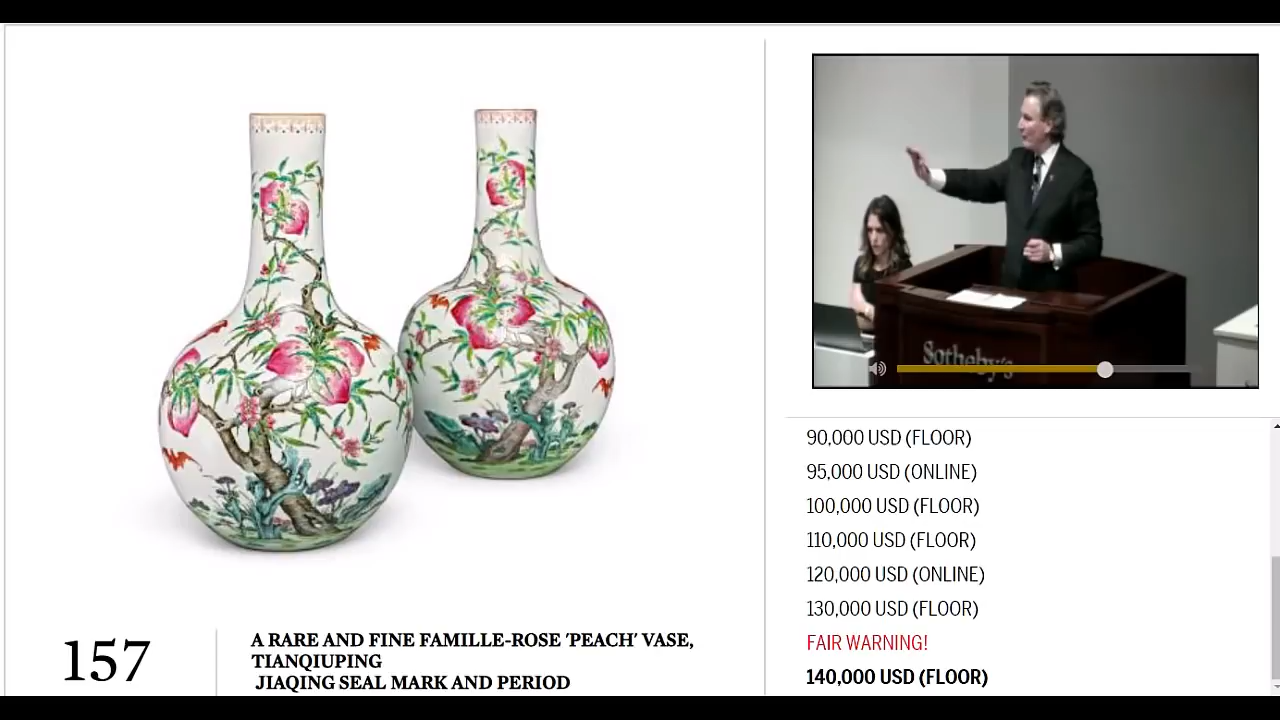 Sotheby's
90,000 USD (FLOOR)
95,000 USD (ONLINE)
100,000 USD (FLOOR)
110,000 USD (FLOOR)
120,000 USD (ONLINE)
130,000 USD (FLOOR)
FAIR WARNING!
140,000 USD (FLOOR)
157
A RARE AND FINE FAMILLE-ROSE 'PEACH' VASE,
TIANQIUPING
JIAQING SEAL MARK AND PERIOD